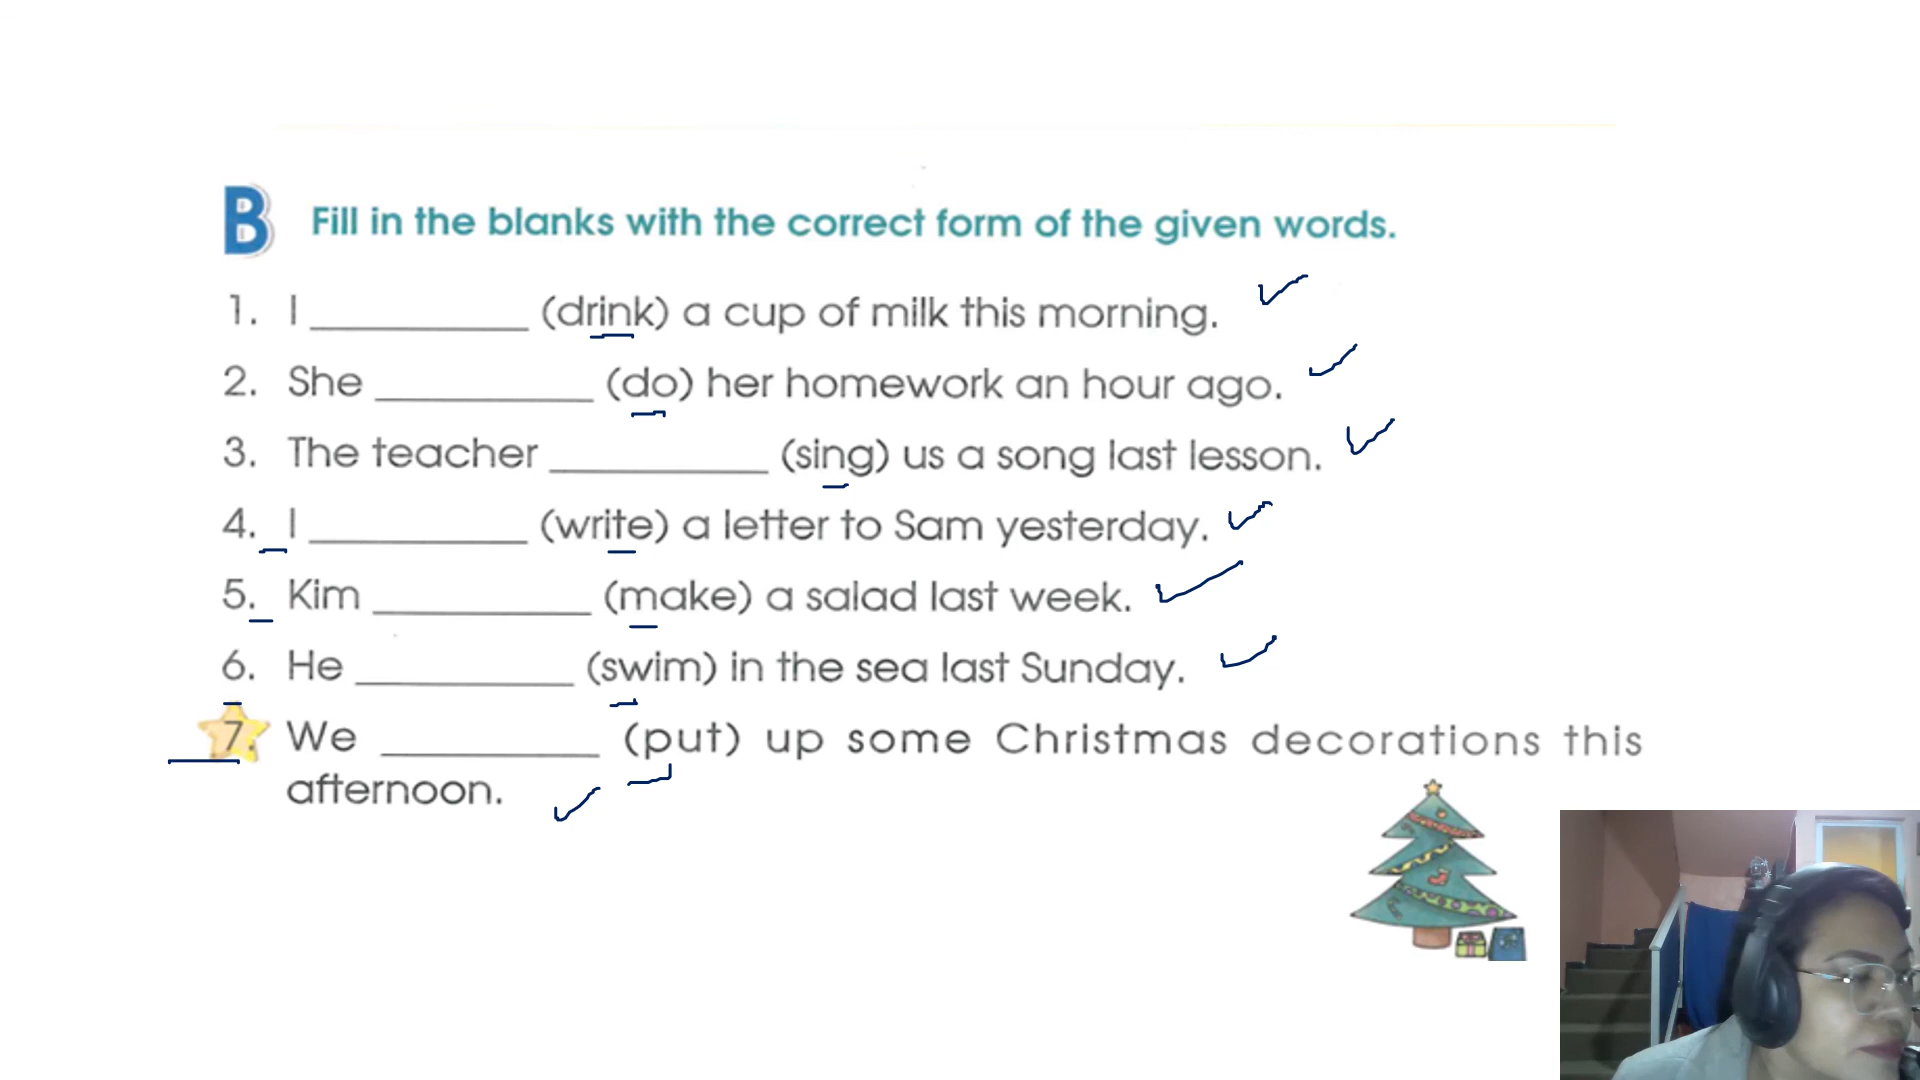 B Fill in the blanks with the correct form of the given words.
1. I __________ (drink) a cup of milk this morning.
2. She __________ (do) her homework an hour ago.
3. The teacher __________ (sing) us a song last lesson.
4. I __________ (write) a letter to Sam yesterday.
5. Kim __________ (make) a salad last week.
6. He __________ (swim) in the sea last Sunday.
7. We __________ (put) up some Christmas decorations this
afternoon.